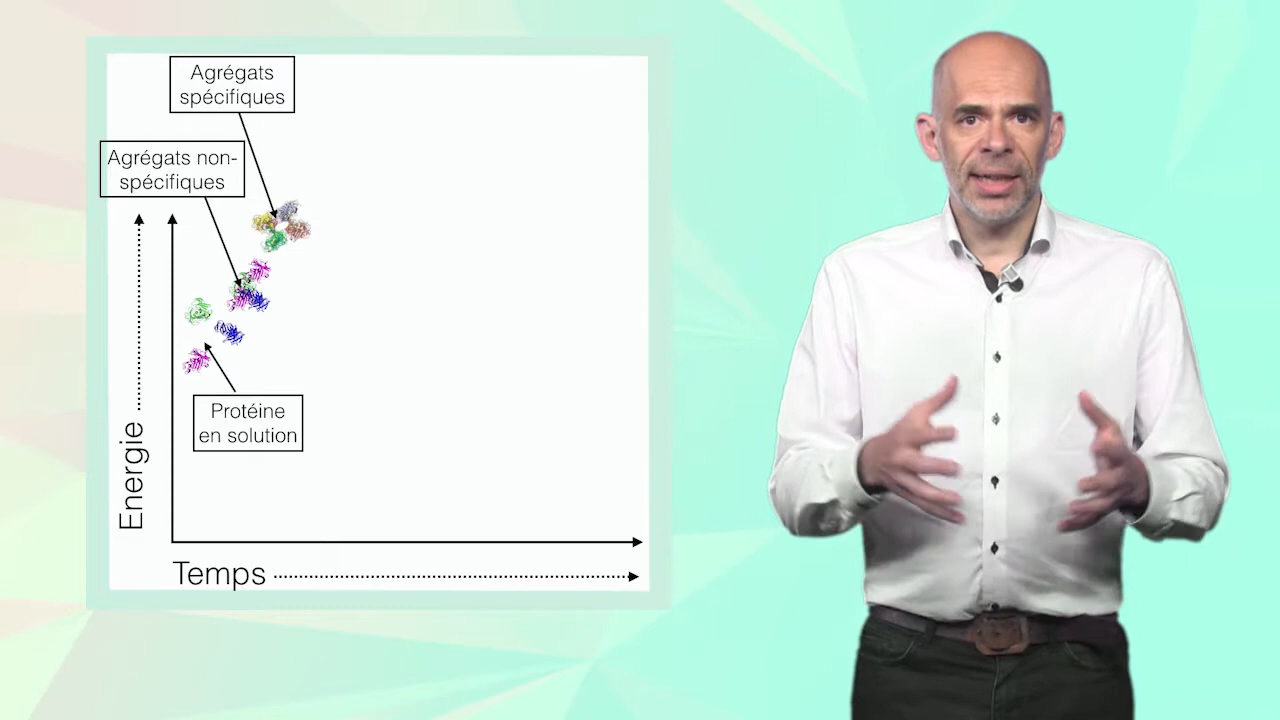 Agrégats
spécifiques
Agrégats non-
spécifiques
Protéine
en solution
Energie
Temps